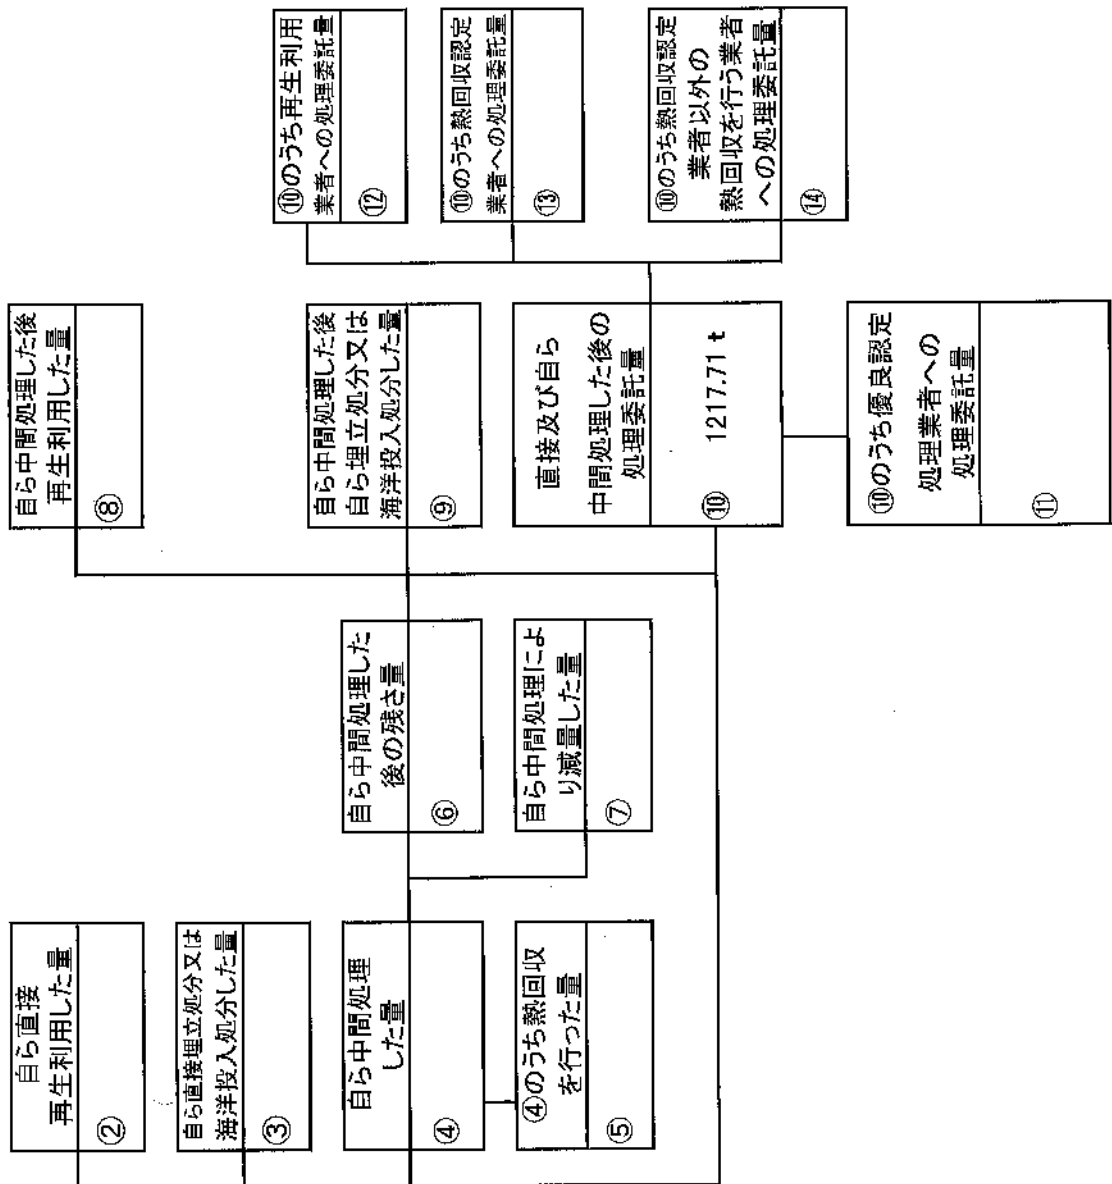 自ら直接
再生利用した量
②
自ら直接埋立処分又は
海洋投入処分した量
③
自ら中間処理
した量
④
④のうち熱回収
を行った量
⑤
自ら中間処理した
後の残さ量
⑥
自ら中間処理によ
り減量した量
⑦
自ら中間処理した後
再生利用した量
⑧
自ら中間処理した後
自ら埋立処分又は
海洋投入処分した量
⑨
直接及び自ら
中間処理した後の
処理委託量
⑩ 1217.71 t
⑩のうち優良認定
処理業者への
処理委託量
⑪
⑩のうち再生利用
業者への処理委託量
⑫
⑩のうち熱回収認定
業者への処理委託量
⑬
⑩のうち熱回収認定
業者以外の
熱回収を行う業者
への処理委託量
⑭